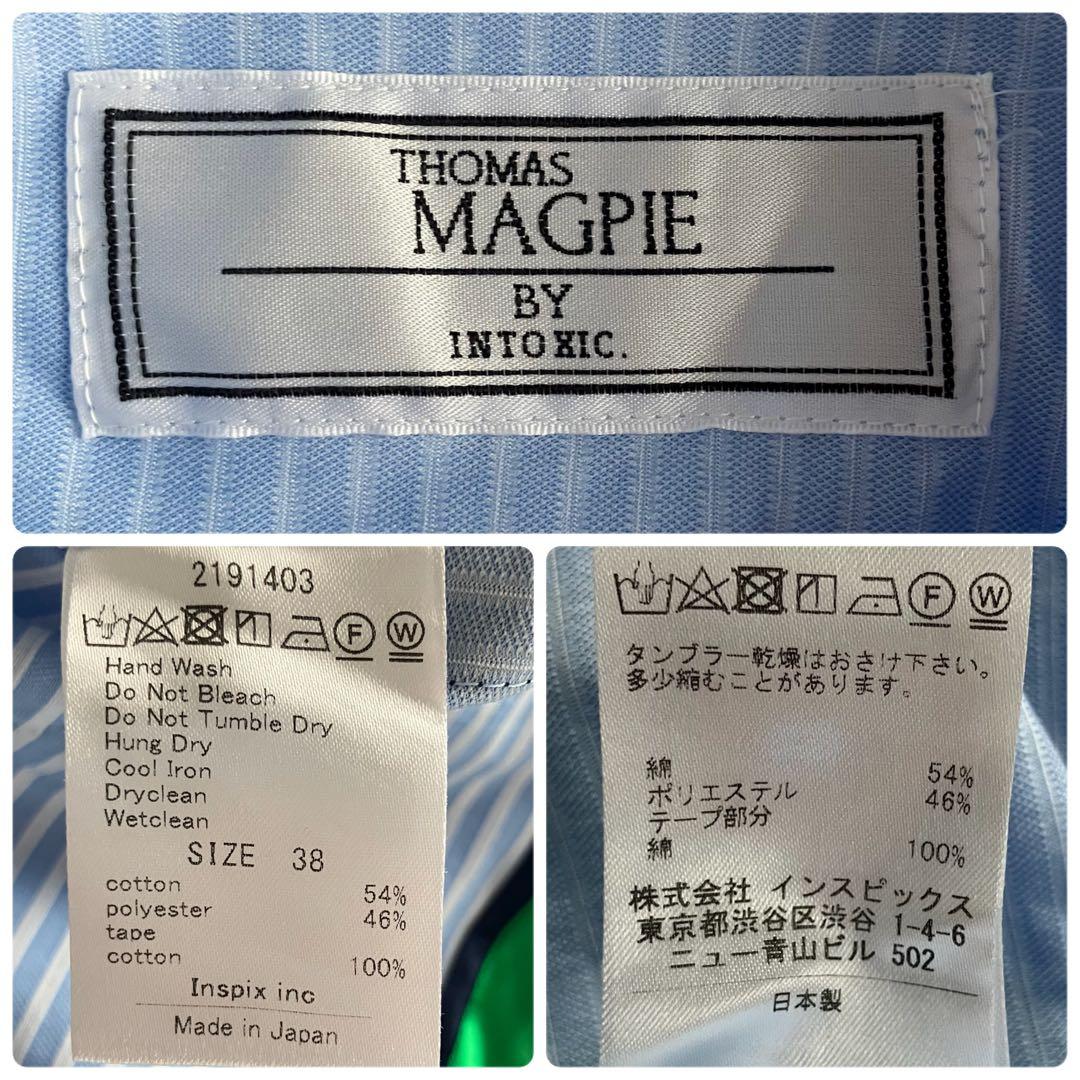 THOMAS
MAGPIE
BY
INTOXIC.
2191403
F W
Hand Wash
Do Not Bleach
Do Not Tumble Dry
Hung Dry
Cool Iron
Dryclean
Wetclean
SIZE 38
cotton 54%
polyester 46%
tape
cotton 100%
Inspix inc
Made in Japan
F W
タンブラー乾燥はおさけ下さい。
多少縮むことがあります。
綿 54%
ポリエステル 46%
テープ部分
綿 100%
株式会社 インスピックス
東京都渋谷区渋谷 1-4-6
ニュー青山ビル 502
日本製